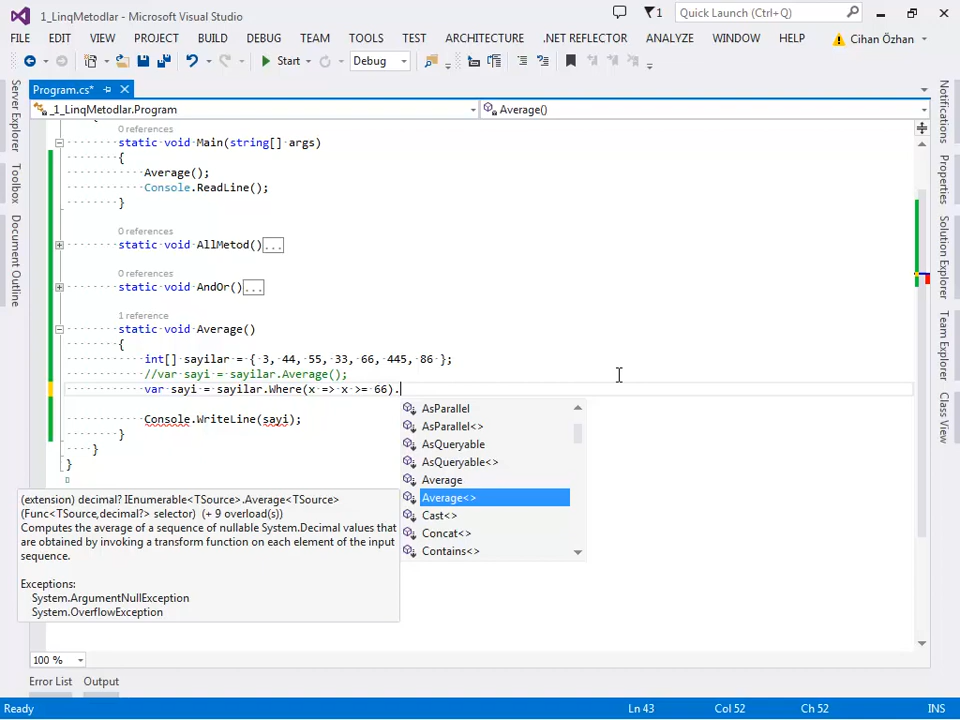 1_LinqMetodlar - Microsoft Visual Studio
1
Quick Launch (Ctrl+Q)
FILE EDIT VIEW PROJECT BUILD DEBUG TEAM TOOLS TEST ARCHITECTURE .NET REFLECTOR ANALYZE WINDOW HELP Cihan Özhan
Start Debug
Program.cs*
_1_LinqMetodlar.Program Average()
0 references
static void Main(string[] args)
{
Average();
Console.ReadLine();
}
0 references
static void AllMetod()...
0 references
static void AndOr()...
1 reference
static void Average()
{
int[] sayilar = { 3, 44, 55, 33, 66, 445, 86 };
//var sayi = sayilar.Average();
var sayi = sayilar.Where(x => x >= 66).
Console.WriteLine(sayi);
}
}
}
AsParallel
AsParallel<>
AsQueryable
AsQueryable<>
Average
Average<>
Cast<>
Concat<>
Contains<>
(extension) decimal? IEnumerable<TSource>.Average<TSource>
(Func<TSource,decimal?> selector) (+ 9 overload(s))
Computes the average of a sequence of nullable System.Decimal values that
are obtained by invoking a transform function on each element of the input
sequence.
Exceptions:
System.ArgumentNullException
System.OverflowException
Server Explorer
Toolbox
Document Outline
Notifications
Properties
Solution Explorer
Team Explorer
Class View
100 %
Error List Output
Ready Ln 43 Col 52 Ch 52 INS